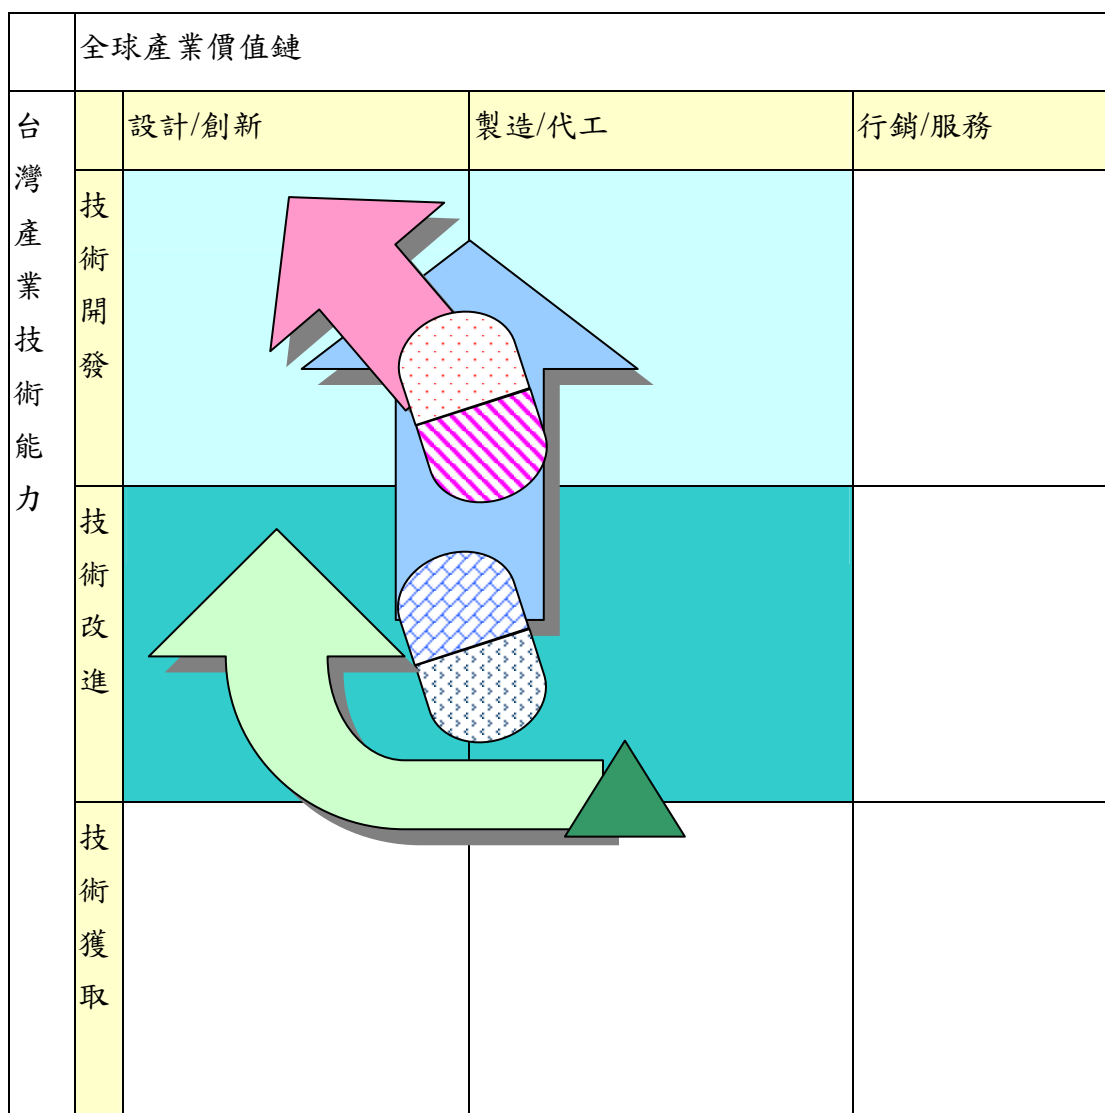 全球產業價值鏈
台灣產業技術能力
設計/創新
製造/代工
行銷/服務
技術開發
技術改進
技術獲取